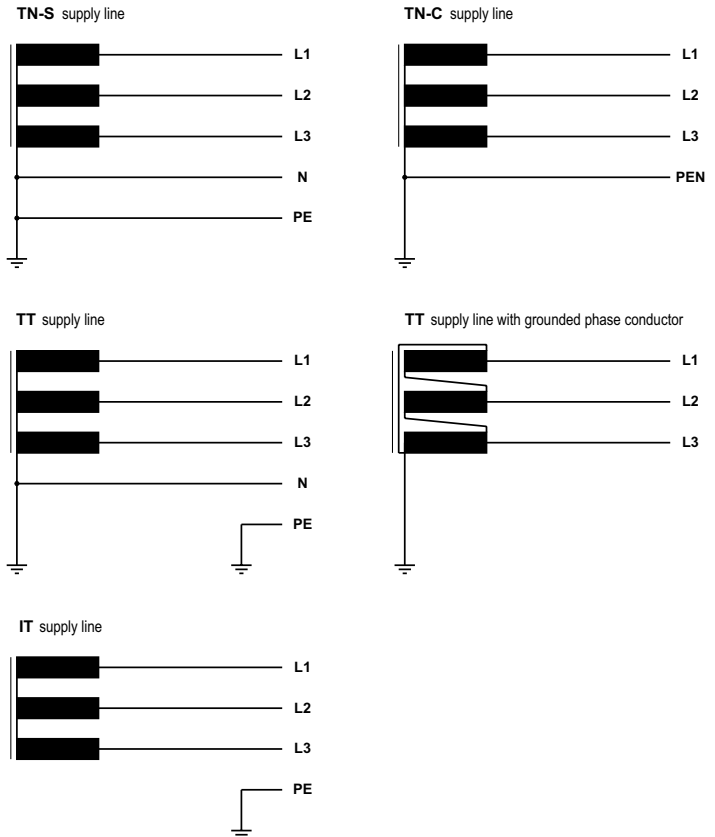 TN-S supply line
L1
L2
L3
N
PE
TN-C supply line
L1
L2
L3
PEN
TT supply line
L1
L2
L3
N
PE
TT supply line with grounded phase conductor
L1
L2
L3
IT supply line
L1
L2
L3
PE